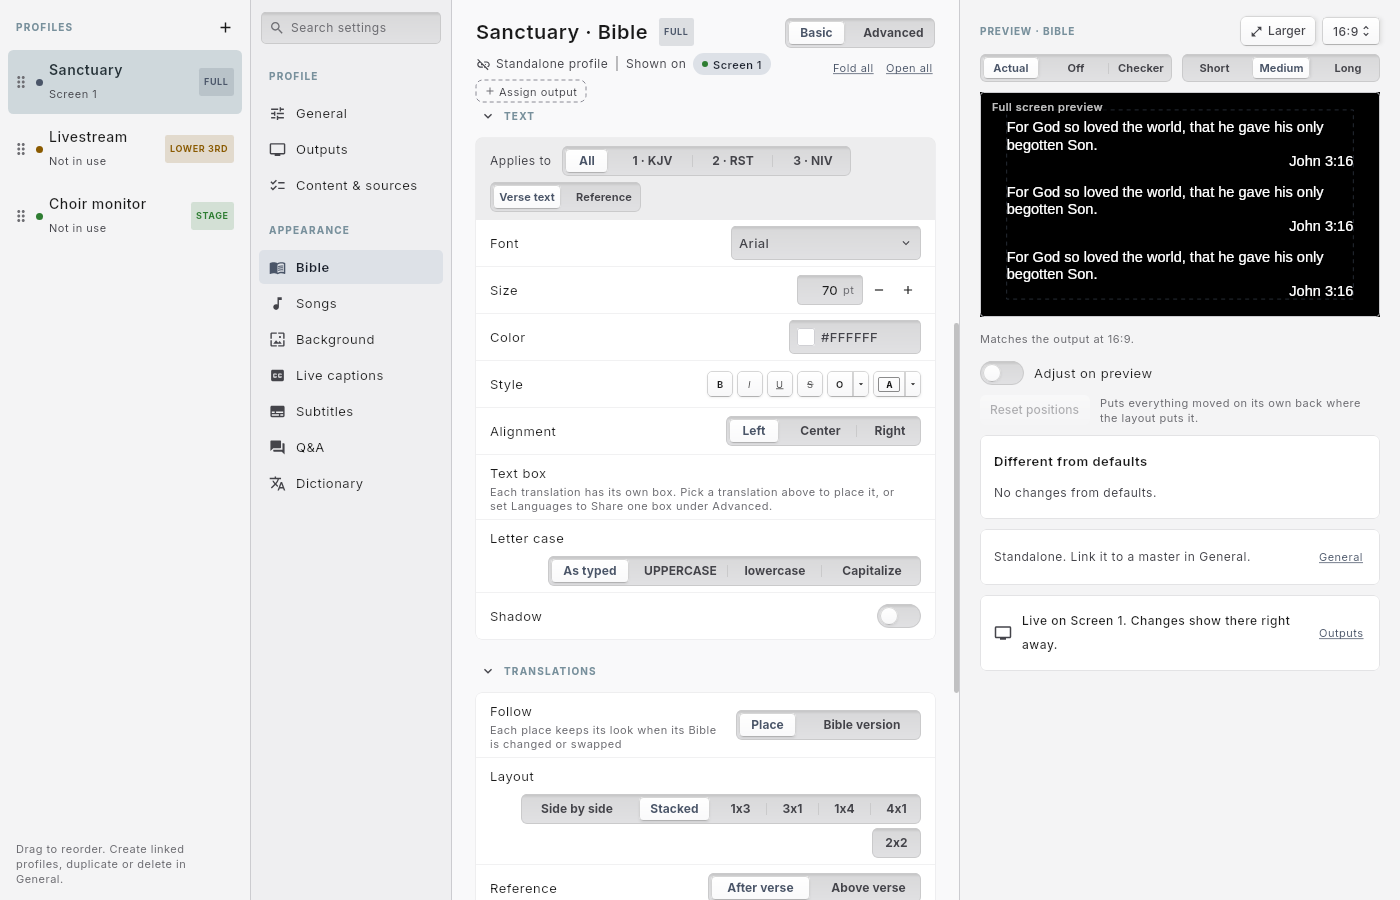 PROFILES
Sanctuary
Screen 1
FULL
Livestream
Not in use
LOWER 3RD
Choir monitor
Not in use
STAGE
Drag to reorder. Create linked
profiles, duplicate or delete in
General.
Search settings
PROFILE
General
Outputs
Content & sources
APPEARANCE
Bible
Songs
Background
Live captions
Subtitles
Q&A
Dictionary
Sanctuary · Bible
FULL
Basic
Advanced
Standalone profile
Shown on
Screen 1
Assign output
Fold all
Open all
TEXT
Applies to
All
1 · KJV
2 · RST
3 · NIV
Verse text
Reference
Font
Arial
Size
70 pt
Color
#FFFFFF
Style
B
I
U
S
O
A
Alignment
Left
Center
Right
Text box
Each translation has its own box. Pick a translation above to place it, or
set Languages to Share one box under Advanced.
Letter case
As typed
UPPERCASE
lowercase
Capitalize
Shadow
TRANSLATIONS
Follow
Each place keeps its look when its Bible
is changed or swapped
Place
Bible version
Layout
Side by side
Stacked
1x3
3x1
1x4
4x1
2x2
Reference
After verse
Above verse
PREVIEW · BIBLE
Larger
16:9
Actual
Off
Checker
Short
Medium
Long
Full screen preview
For God so loved the world, that he gave his only
begotten Son.
John 3:16
For God so loved the world, that he gave his only
begotten Son.
John 3:16
For God so loved the world, that he gave his only
begotten Son.
John 3:16
Matches the output at 16:9.
Adjust on preview
Reset positions
Puts everything moved on its own back where
the layout puts it.
Different from defaults
No changes from defaults.
Standalone. Link it to a master in General.
General
Live on Screen 1. Changes show there right
away.
Outputs